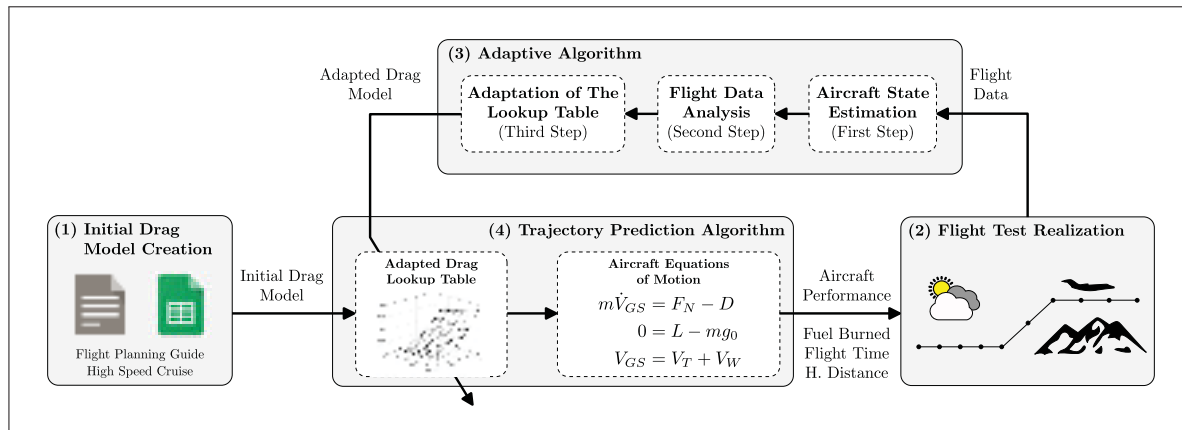 (3) Adaptive Algorithm
Adapted Drag
Model
Adaptation of The
Lookup Table
(Third Step)
Flight Data
Analysis
(Second Step)
Aircraft State
Estimation
(First Step)
Flight
Data
(1) Initial Drag
Model Creation
Flight Planning Guide
High Speed Cruise
Initial Drag
Model
(4) Trajectory Prediction Algorithm
Adapted Drag
Lookup Table
Aircraft Equations
of Motion
$m\dot{V}_{GS} = F_N - D$
$0 = L - mg_0$
$V_{GS} = V_T + V_W$
Aircraft
Performance
Fuel Burned
Flight Time
H. Distance
(2) Flight Test Realization